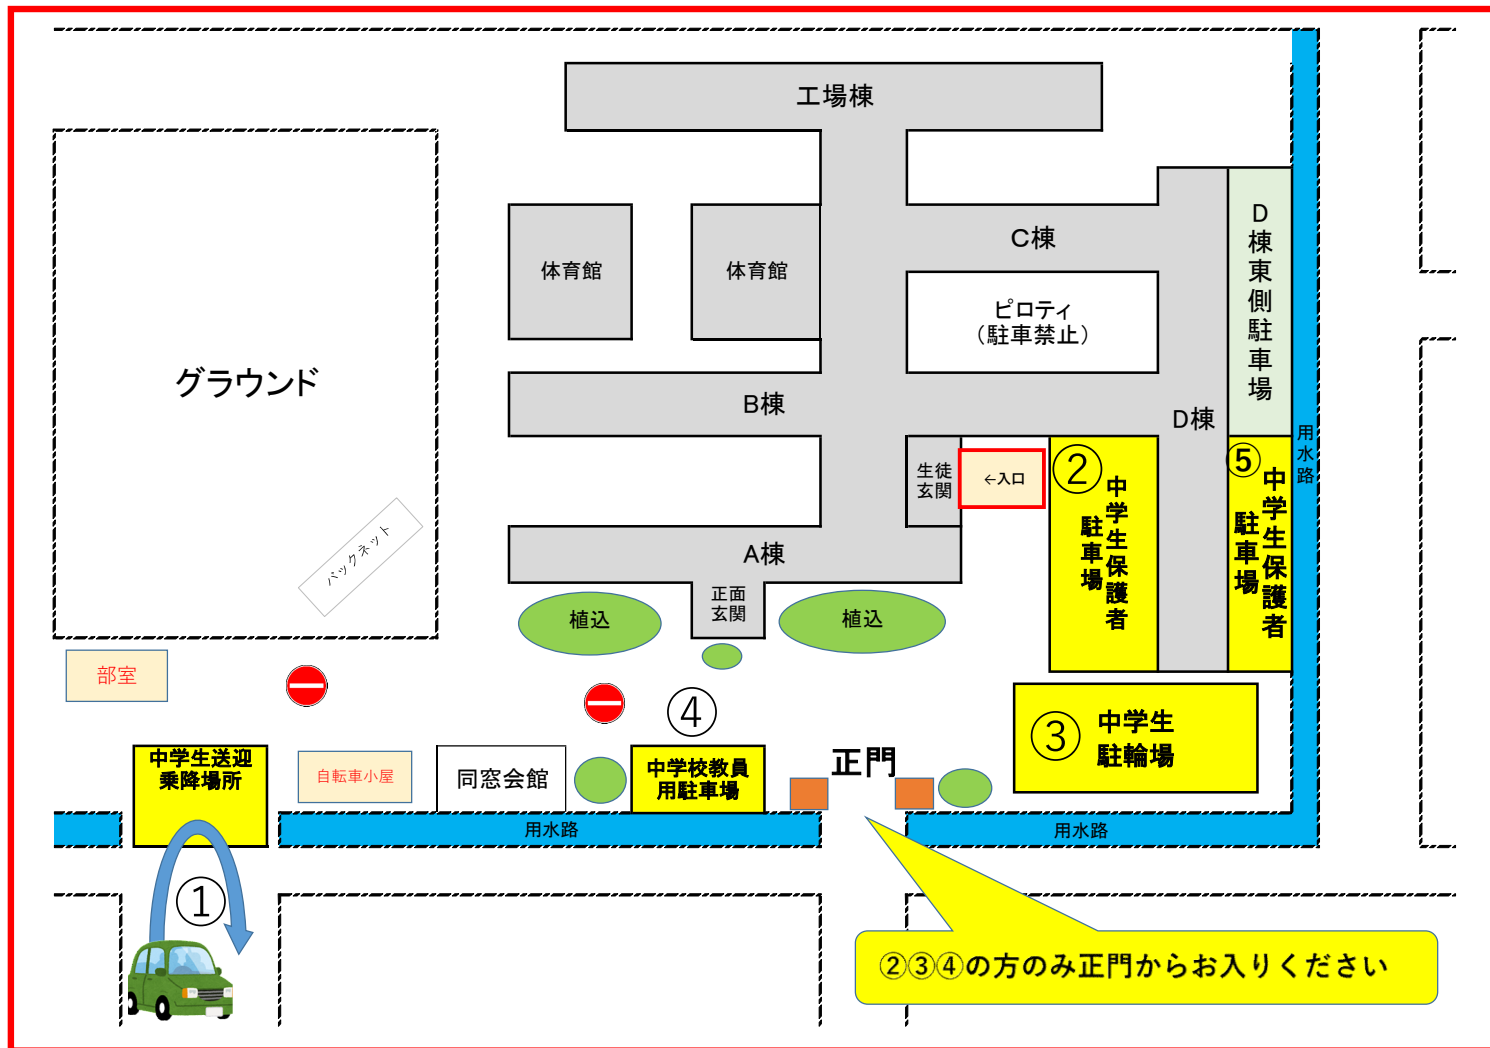 工場棟
D棟東側駐車場
C棟
体育館
体育館
ピロティ
（駐車禁止）
グラウンド
B棟
D棟
用水路
生徒
玄関
←入口
②
中学生保護者
駐車場
⑤
中学生保護者
駐車場
バックネット
A棟
正面
玄関
植込
植込
部室
④
③
中学生
駐輪場
中学生送迎
乗降場所
自転車小屋
同窓会館
中学校教員
用駐車場
正門
用水路
用水路
①
②③④の方のみ正門からお入りください